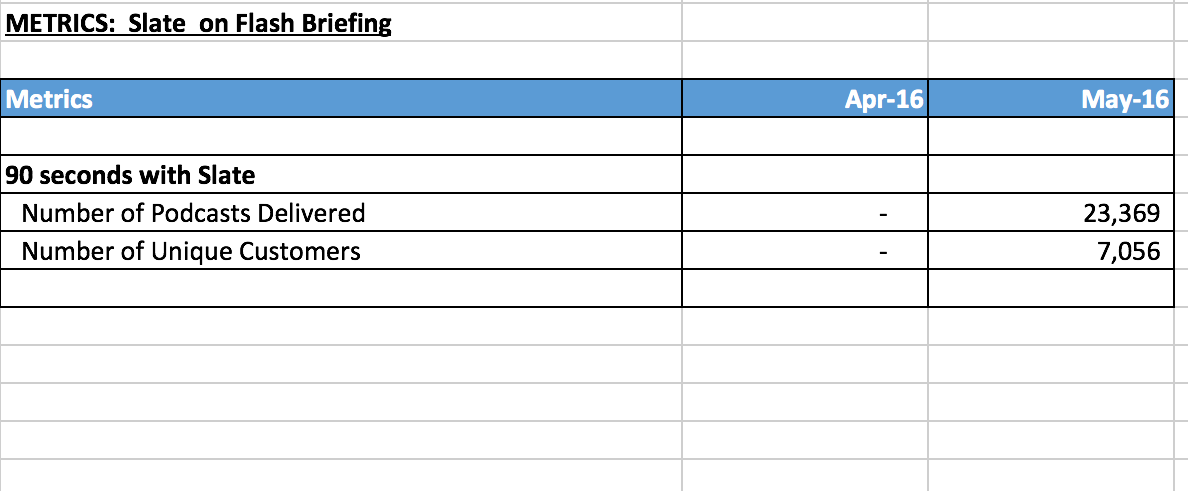 METRICS:  Slate  on Flash Briefing
Metrics Apr-16 May-16
90 seconds with Slate
Number of Podcasts Delivered - 23,369
Number of Unique Customers - 7,056